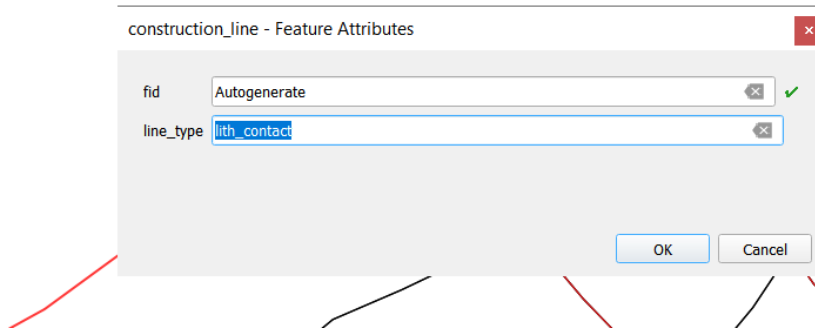 construction_line - Feature Attributes
fid Autogenerate
line_type lith_contact
OK Cancel